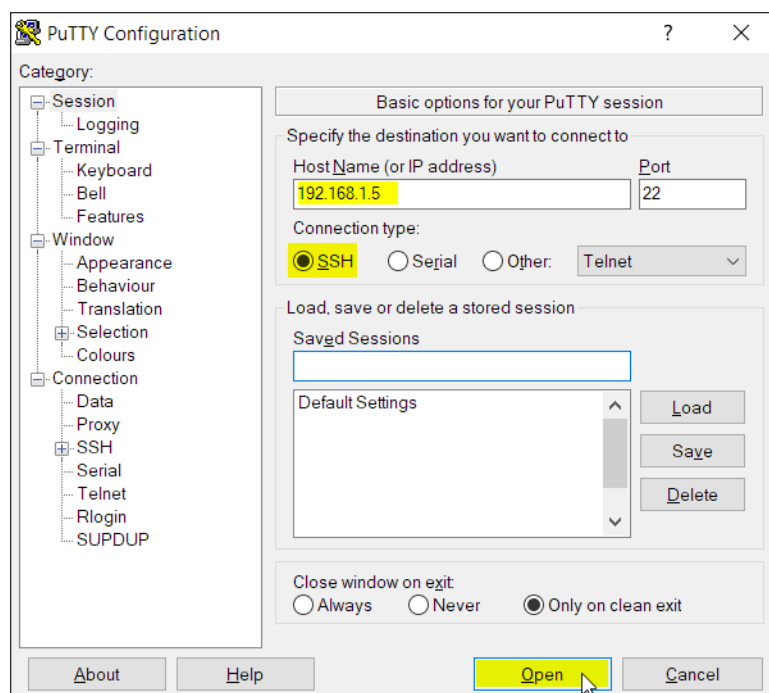 PuTTY Configuration
?
Category:
Session
Logging
Terminal
Keyboard
Bell
Features
Window
Appearance
Behaviour
Translation
Selection
Colours
Connection
Data
Proxy
SSH
Serial
Telnet
Rlogin
SUPDUP
Basic options for your PuTTY session
Specify the destination you want to connect to
Host Name (or IP address) Port
192.168.1.5 22
Connection type:
SSH Serial Other: Telnet
Load, save or delete a stored session
Saved Sessions
Default Settings
Load
Save
Delete
Close window on exit:
Always Never Only on clean exit
About Help Open Cancel